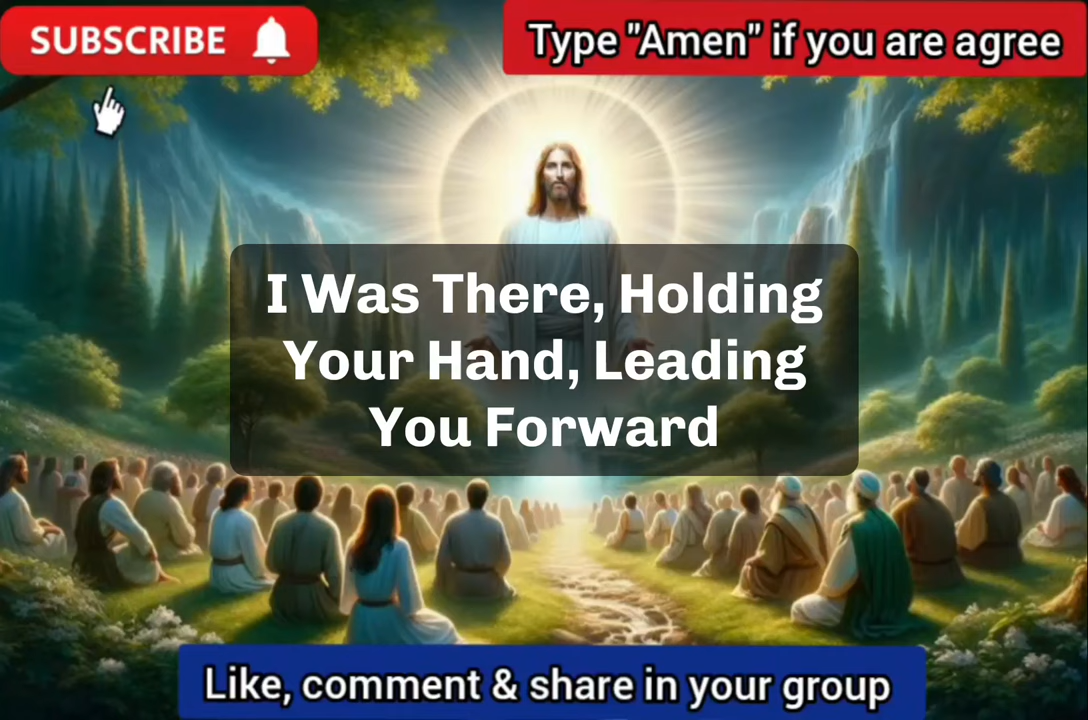 SUBSCRIBE
Type "Amen" if you are agree
I Was There, Holding
Your Hand, Leading
You Forward
Like, comment & share in your group